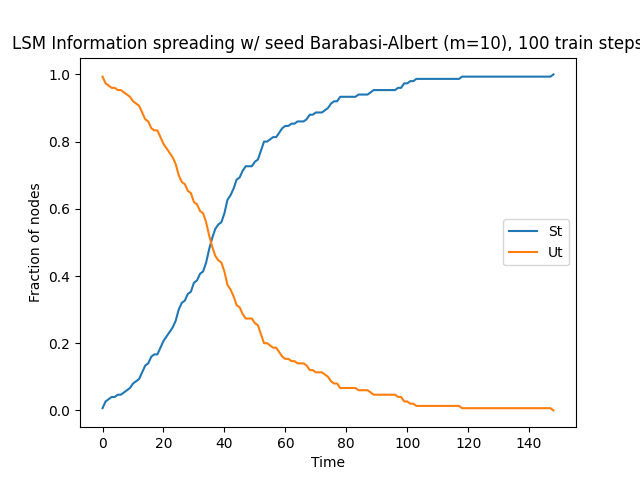 LSM Information spreading w/ seed Barabasi-Albert (m=10), 100 train steps
1.0
0.8
0.6
0.4
0.2
0.0
Fraction of nodes
St
Ut
0 20 40 60 80 100 120 140
Time